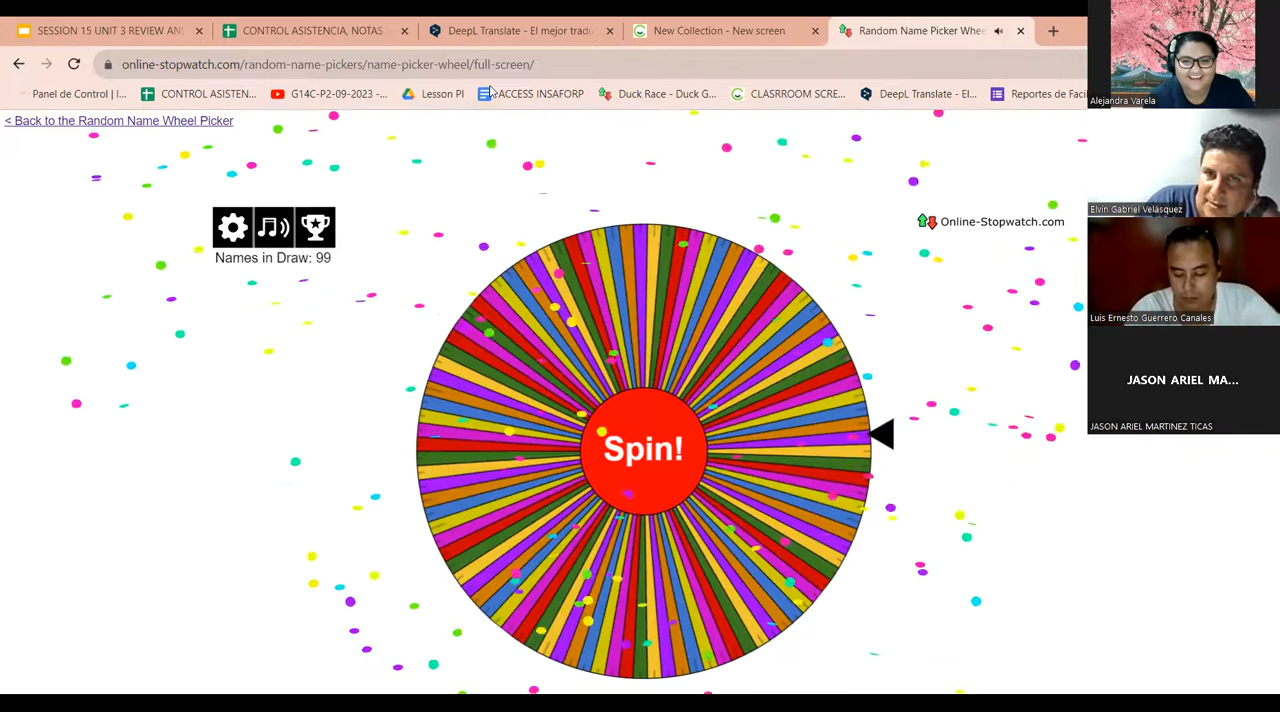 SESSION 15 UNIT 3 REVIEW AN
CONTROL ASISTENCIA, NOTAS
DeepL Translate - El mejor tradu
New Collection - New screen
Random Name Picker Whee
online-stopwatch.com/random-name-pickers/name-picker-wheel/full-screen/
Panel de Control | I...
CONTROL ASISTEN...
G14C-P2-09-2023 -...
Lesson PI
ACCESS INSAFORP
Duck Race - Duck G...
CLASRROOM SCRE...
DeepL Translate - El...
Reportes de Facil
< Back to the Random Name Wheel Picker
Names in Draw: 99
Online-Stopwatch.com
Spin!
Alejandra Varela
Elvin Gabriel Velásquez
Luis Ernesto Guerrero Canales
JASON ARIEL MA...
JASON ARIEL MARTINEZ TICAS